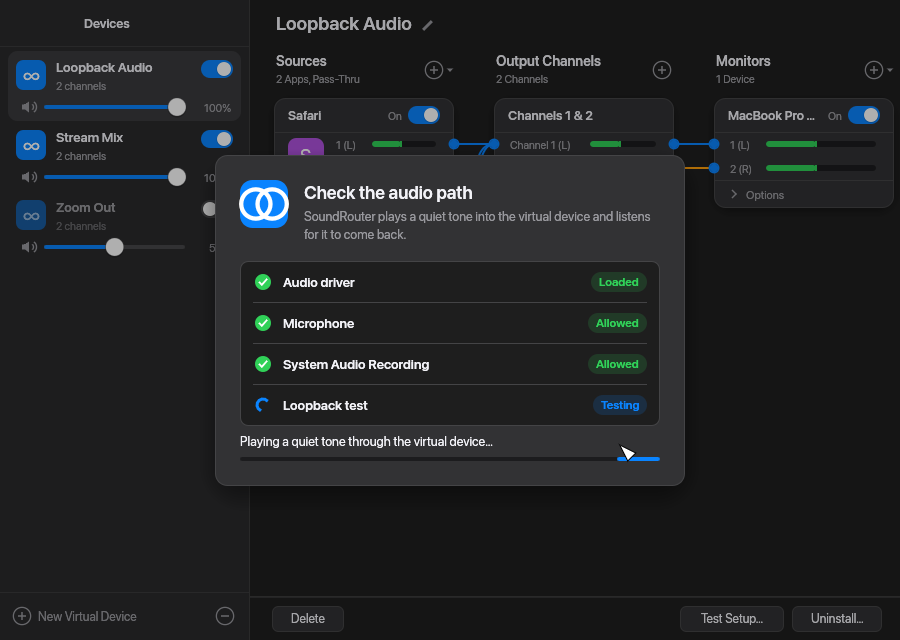 Devices
Loopback Audio
2 channels
100%
Stream Mix
2 channels
Zoom Out
2 channels
New Virtual Device
Loopback Audio
Sources
2 Apps, Pass-Thru
Output Channels
2 Channels
Monitors
1 Device
Safari
On
1 (L)
Channels 1 & 2
Channel 1 (L)
MacBook Pro ...
On
1 (L)
2 (R)
Options
Check the audio path
SoundRouter plays a quiet tone into the virtual device and listens
for it to come back.
Audio driver
Loaded
Microphone
Allowed
System Audio Recording
Allowed
Loopback test
Testing
Playing a quiet tone through the virtual device...
Delete
Test Setup...
Uninstall...